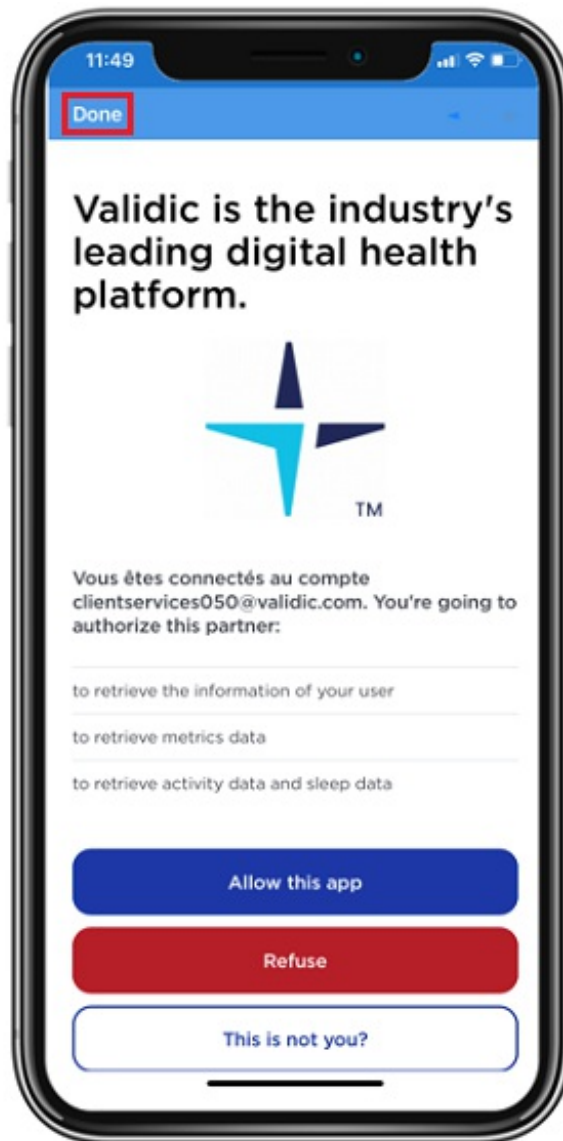 11:49
Done
Validic is the industry's
leading digital health
platform.
TM
Vous êtes connectés au compte
clientservices050@validic.com. You're going to
authorize this partner:
to retrieve the information of your user
to retrieve metrics data
to retrieve activity data and sleep data
Allow this app
Refuse
This is not you?